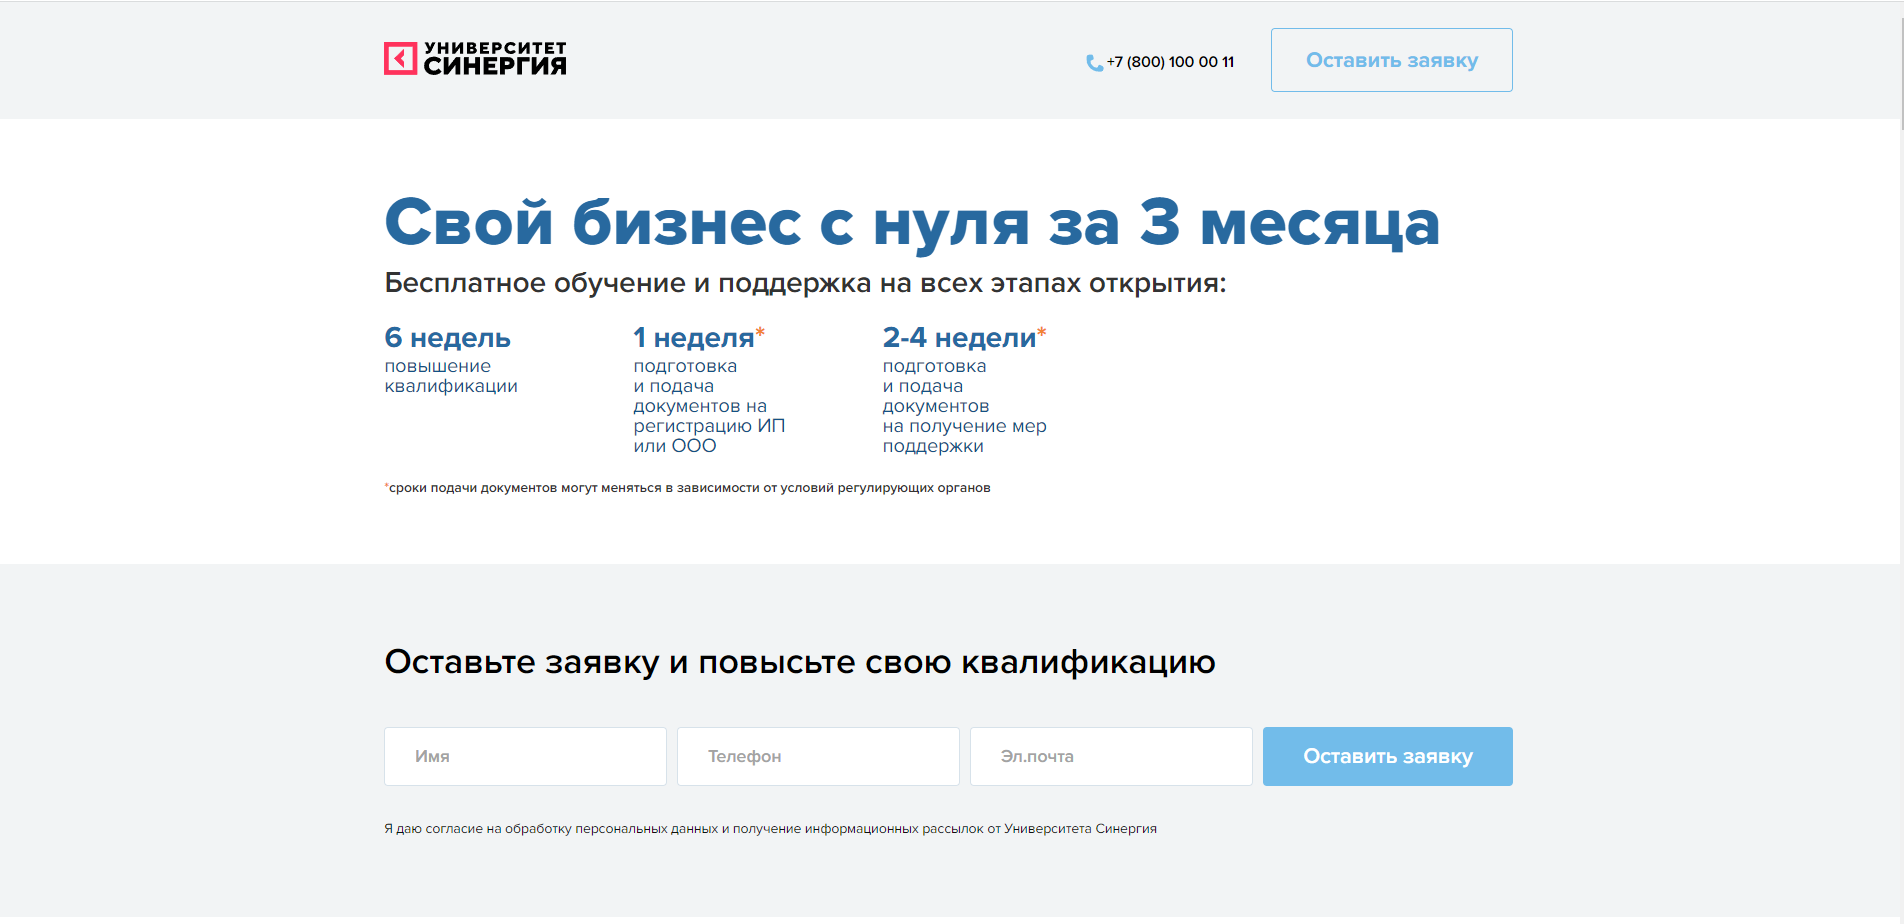 УНИВЕРСИТЕТ
СИНЕРГИЯ
+7 (800) 100 00 11
Оставить заявку
Свой бизнес с нуля за 3 месяца
Бесплатное обучение и поддержка на всех этапах открытия:
6 недель
повышение
квалификации
1 неделя*
подготовка
и подача
документов на
регистрацию ИП
или ООО
2-4 недели*
подготовка
и подача
документов
на получение мер
поддержки
*сроки подачи документов могут меняться в зависимости от условий регулирующих органов
Оставьте заявку и повысьте свою квалификацию
Имя
Телефон
Эл.почта
Оставить заявку
Я даю согласие на обработку персональных данных и получение информационных рассылок от Университета Синергия